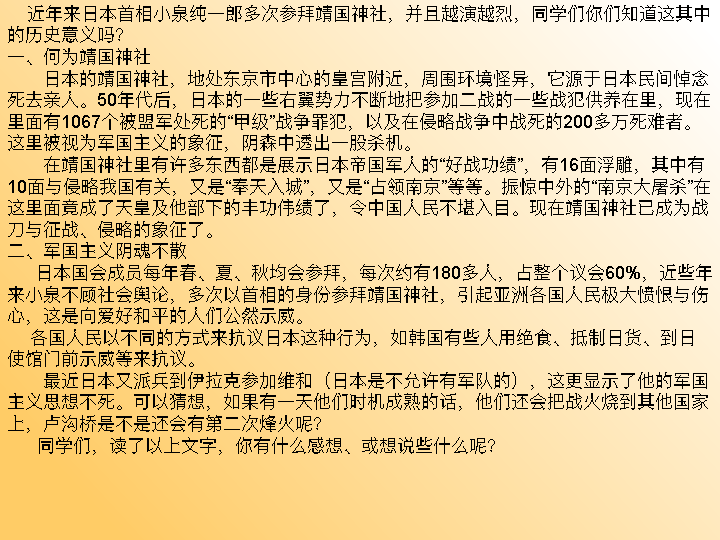 近年来日本首相小泉纯一郎多次参拜靖国神社，并且越演越烈，同学们你们知道这其中
的历史意义吗？
一、何为靖国神社
日本的靖国神社，地处东京市中心的皇宫附近，周围环境怪异，它源于日本民间悼念
死去亲人。50年代后，日本的一些右翼势力不断地把参加二战的一些战犯供养在里，现在
里面有1067个被盟军处死的“甲级”战争罪犯，以及在侵略战争中战死的200多万死难者。
这里被视为军国主义的象征，阴森中透出一股杀机。
在靖国神社里有许多东西都是展示日本帝国军人的“好战功绩”，有16面浮雕，其中有
10面与侵略我国有关，又是“奉天入城”，又是“占领南京”等等。振惊中外的“南京大屠杀”在
这里面竟成了天皇及他部下的丰功伟绩了，令中国人民不堪入目。现在靖国神社已成为战
刀与征战、侵略的象征了。
二、军国主义阴魂不散
日本国会成员每年春、夏、秋均会参拜，每次约有180多人，占整个议会60%，近些年
来小泉不顾社会舆论，多次以首相的身份参拜靖国神社，引起亚洲各国人民极大愤恨与伤
心，这是向爱好和平的人们公然示威。
各国人民以不同的方式来抗议日本这种行为，如韩国有些人用绝食、抵制日货、到日
使馆门前示威等来抗议。
最近日本又派兵到伊拉克参加维和（日本是不允许有军队的），这更显示了他的军国
主义思想不死。可以猜想，如果有一天他们时机成熟的话，他们还会把战火烧到其他国家
上，卢沟桥是不是还会有第二次烽火呢？
同学们，读了以上文字，你有什么感想、或想说些什么呢？